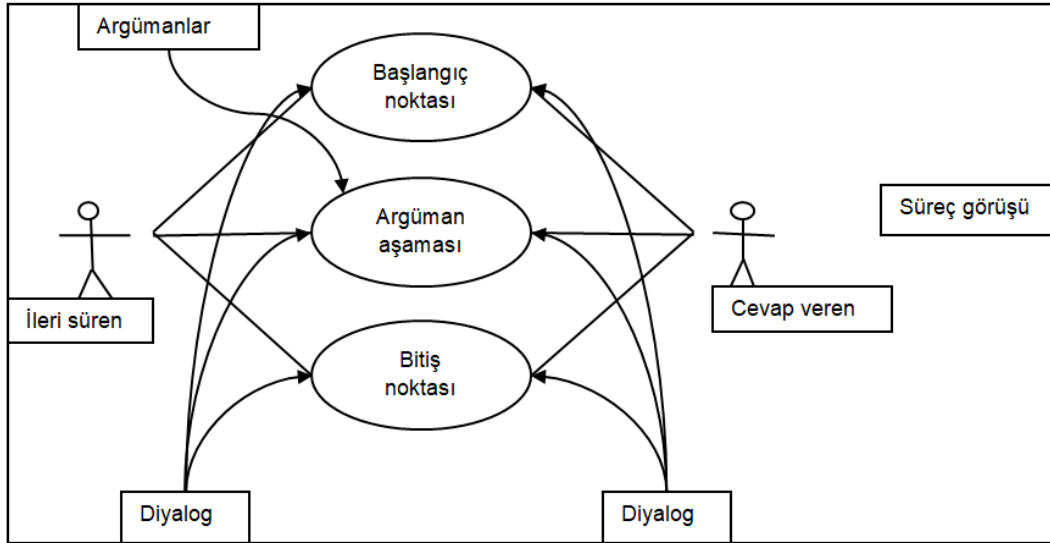 Argümanlar
Başlangıç
noktası
Argüman
aşaması
Süreç görüşü
İleri süren
Cevap veren
Bitiş
noktası
Diyalog
Diyalog